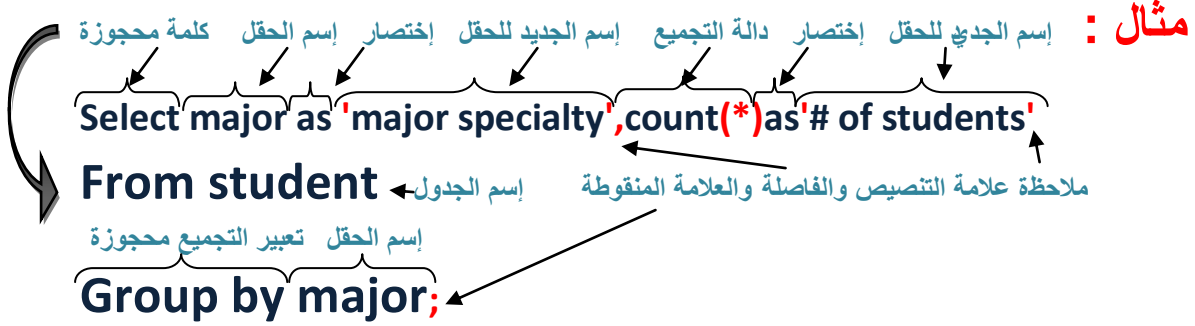 مثال :
إسم الجدي للحقل إختصار دالة التجميع إسم الجديد للحقل إختصار إسم الحقل كلمة محجوزة
Select major as 'major specialty',count(*)as'# of students'
From student
إسم الجدول ملاحظة علامة التنصيص والفاصلة والعلامة المنقوطة
إسم الحقل تعبير التجميع محجوزة
Group by major;